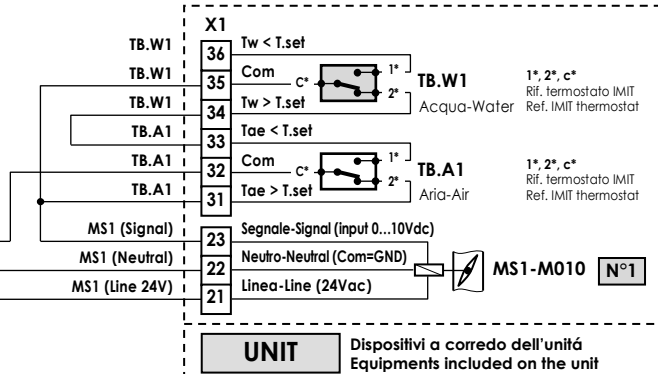 X1
TB.W1 36 Tw < T.set
TB.W1 35 Com C* 1* 2* TB.W1 1*, 2*, c*
Acqua-Water Rif. termostato IMIT
Ref. IMIT thermostat
TB.W1 34 Tw > T.set
TB.A1 33 Tae < T.set
TB.A1 32 Com C* 1* 2* TB.A1 1*, 2*, c*
Aria-Air Rif. termostato IMIT
Ref. IMIT thermostat
TB.A1 31 Tae > T.set
MS1 (Signal) 23 Segnale-Signal (input 0...10Vdc)
MS1 (Neutral) 22 Neutro-Neutral (Com=GND) MS1-M010 N°1
MS1 (Line 24V) 21 Linea-Line (24Vac)
UNIT Dispositivi a corredo dell'unitá
Equipments included on the unit